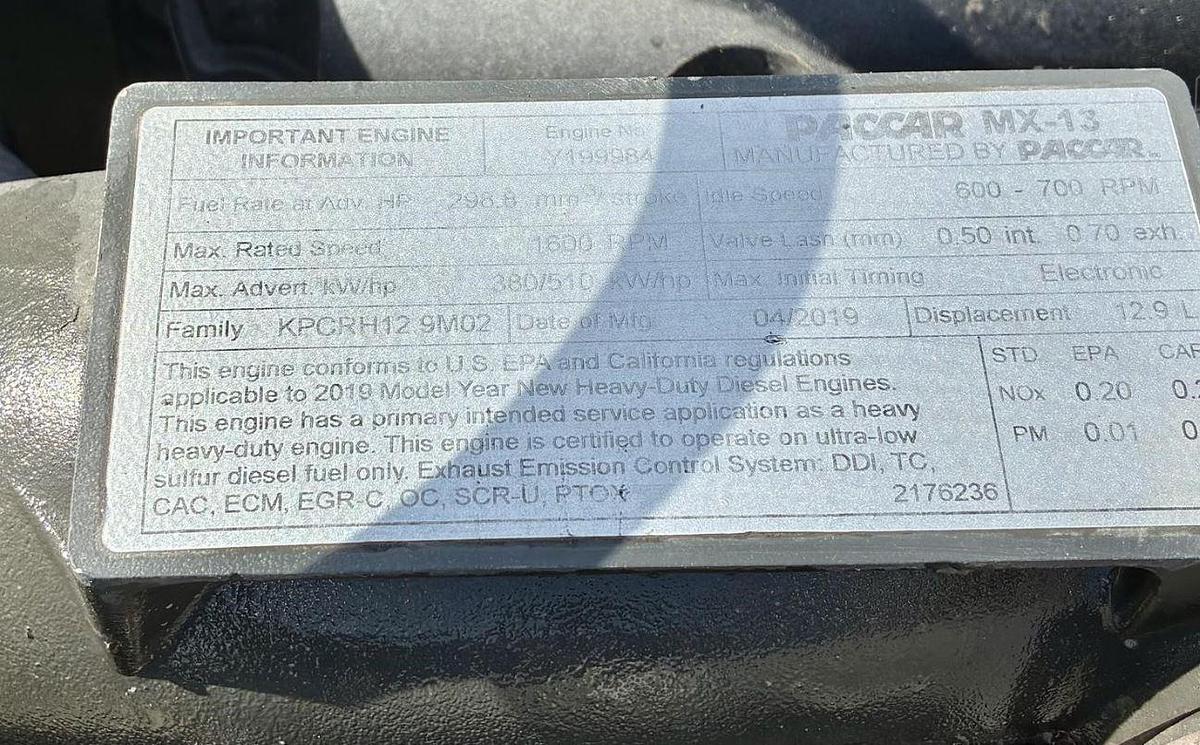 IMPORTANT ENGINE INFORMATION
Engine No. Y199984
PACCAR MX-13
MANUFACTURED BY PACCAR
Fuel Rate at Adv. HP 296.8 mm³/stroke
Idle Speed 600 - 700 RPM
Max. Rated Speed 1600 RPM
Valve Lash (mm) 0.50 int. 0.70 exh.
Max. Advert. kW/hp 380/510 kW/hp
Max. Initial Timing Electronic
Family KPCRH12.9M02
Date of Mfg 04/2019
Displacement 12.9 L
This engine conforms to U.S. EPA and California regulations
applicable to 2019 Model Year New Heavy-Duty Diesel Engines.
This engine has a primary intended service application as a heavy
heavy-duty engine. This engine is certified to operate on ultra-low
sulfur diesel fuel only. Exhaust Emission Control System: DDI, TC,
CAC, ECM, EGR-C, OC, SCR-U, PTOX
2176236
STD EPA
NOx 0.20
PM 0.01